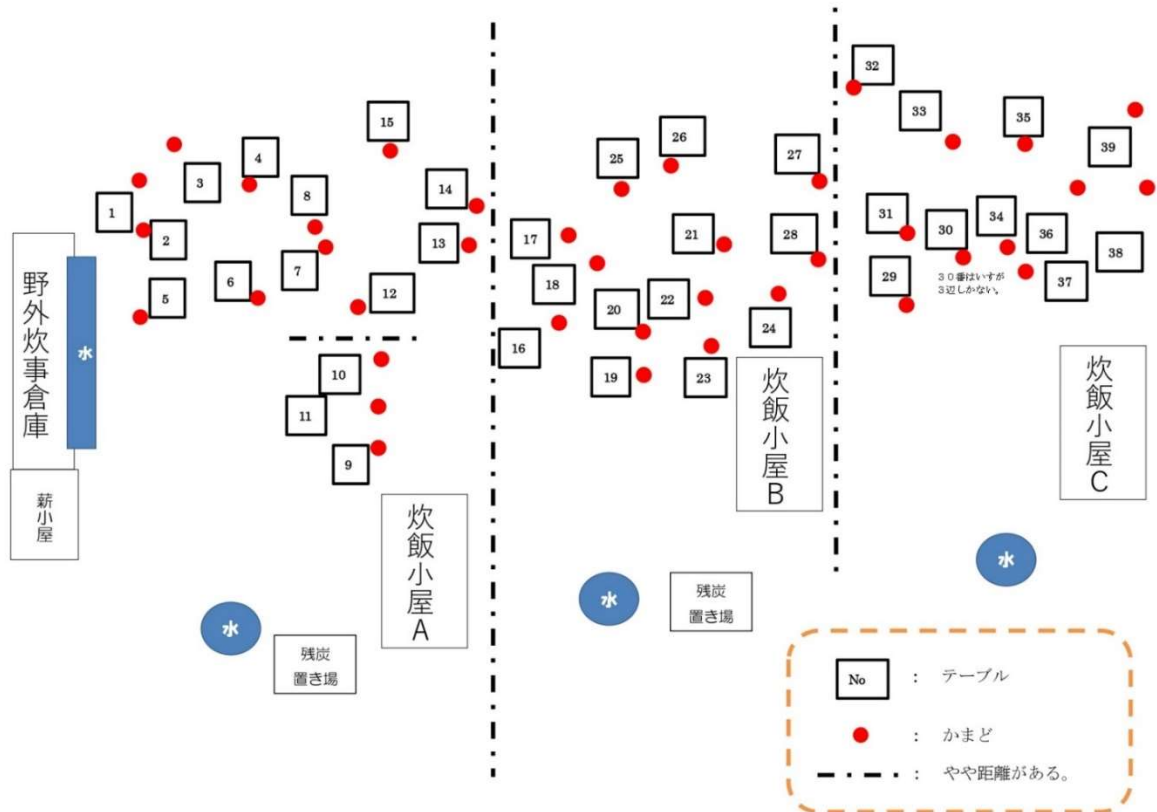 32
15
33
35
26
39
4
25
27
3
8
14
31
1
34
17
28
30
36
2
13
21
38
6
7
29
37
5
12
18
22
20
24
16
10
19
23
11
9
30番はいすが
3辺しかない。
野外炊事倉庫
水
薪小屋
炊飯小屋A
炊飯小屋B
炊飯小屋C
水
水
水
残炭
置き場
残炭
置き場
No : テーブル
: かまど
: やや距離がある。